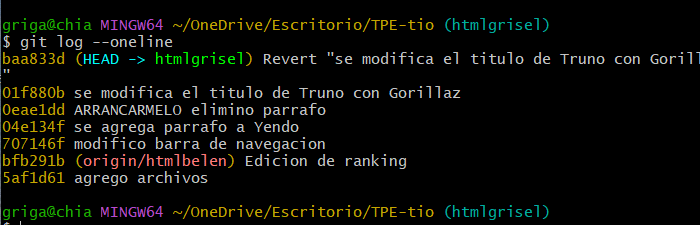 griga@chia MINGW64 ~/OneDrive/Escritorio/TPE-tio (htmlgrisel)
$ git log --oneline
baa833d (HEAD -> htmlgrisel) Revert "se modifica el titulo de Truno con Gorillaz
"
01f880b se modifica el titulo de Truno con Gorillaz
0eae1dd ARRANCARMELO elimino parrafo
04e134f se agrega parrafo a Yendo
707146f modifico barra de navegacion
bfb291b (origin/htmlbelen) Edicion de ranking
5af1d61 agrego archivos
griga@chia MINGW64 ~/OneDrive/Escritorio/TPE-tio (htmlgrisel)
$